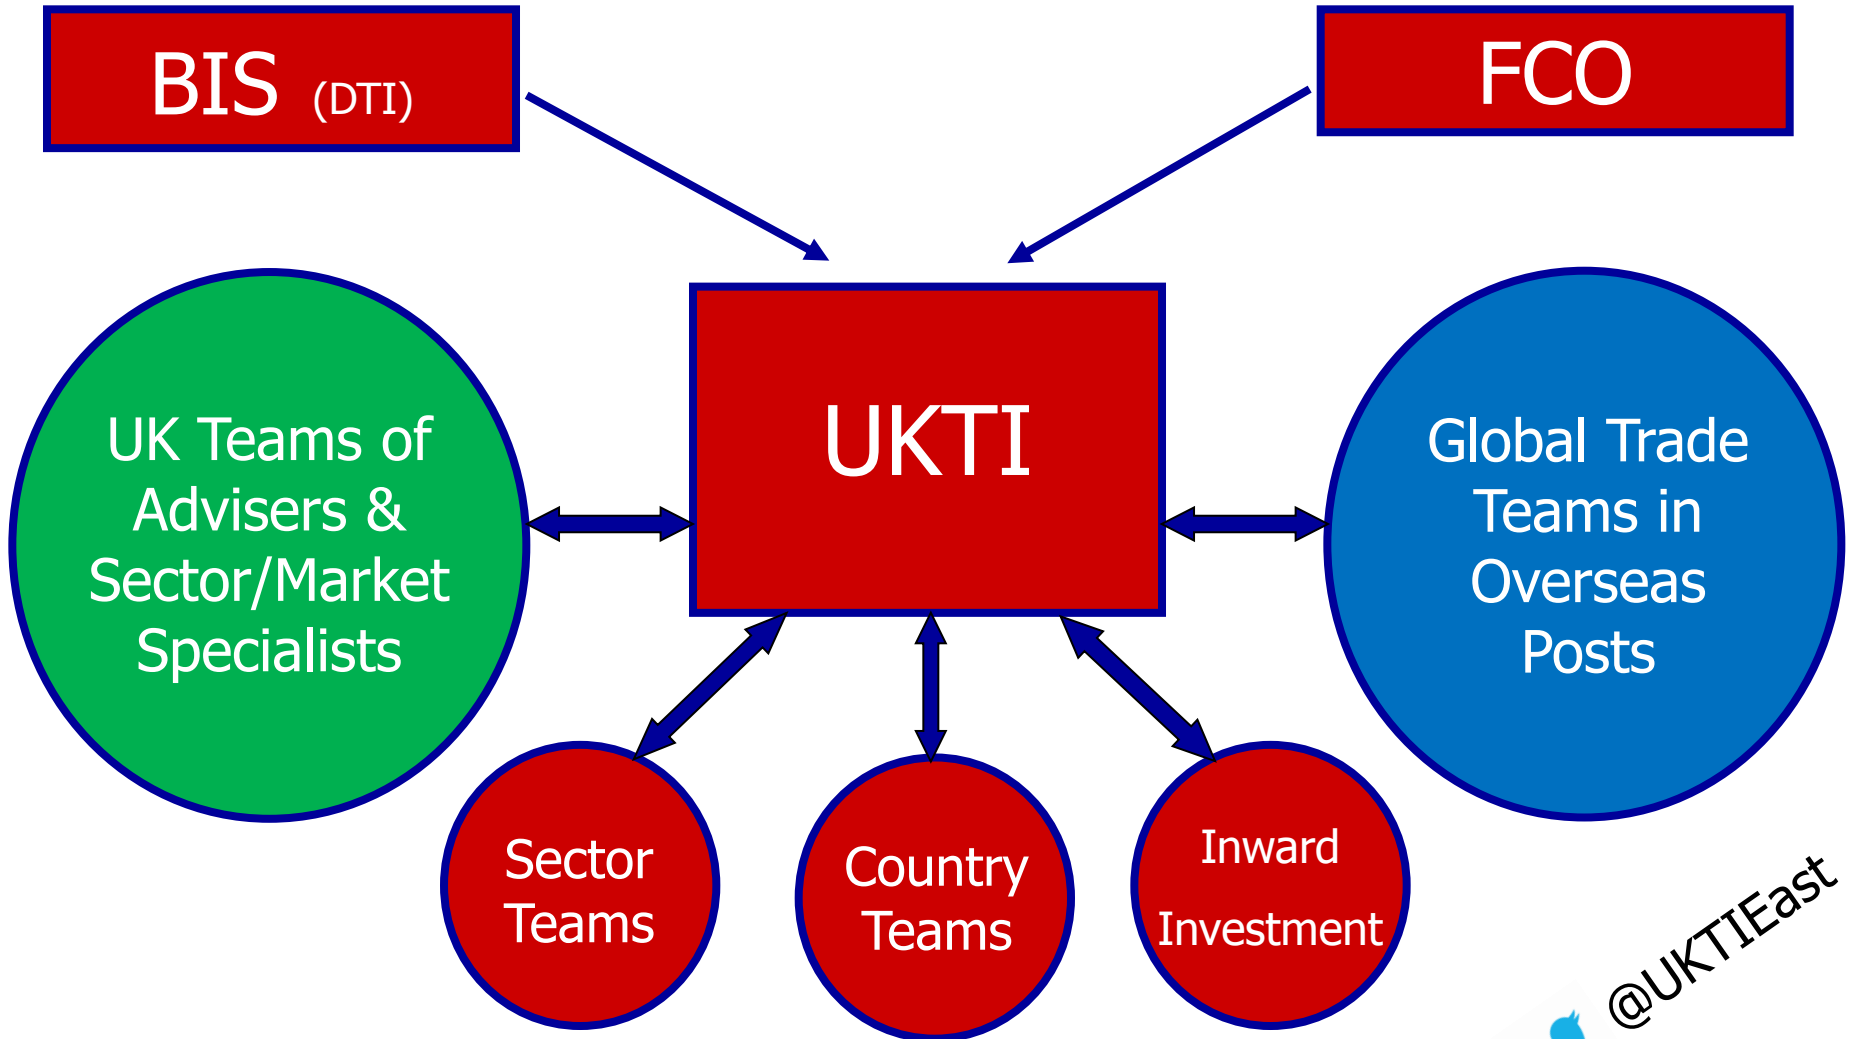 BIS (DTI)
FCO
UKTI
UK Teams of
Advisers &
Sector/Market
Specialists
Global Trade
Teams in
Overseas
Posts
Sector
Teams
Country
Teams
Inward
Investment
@UKTIEast